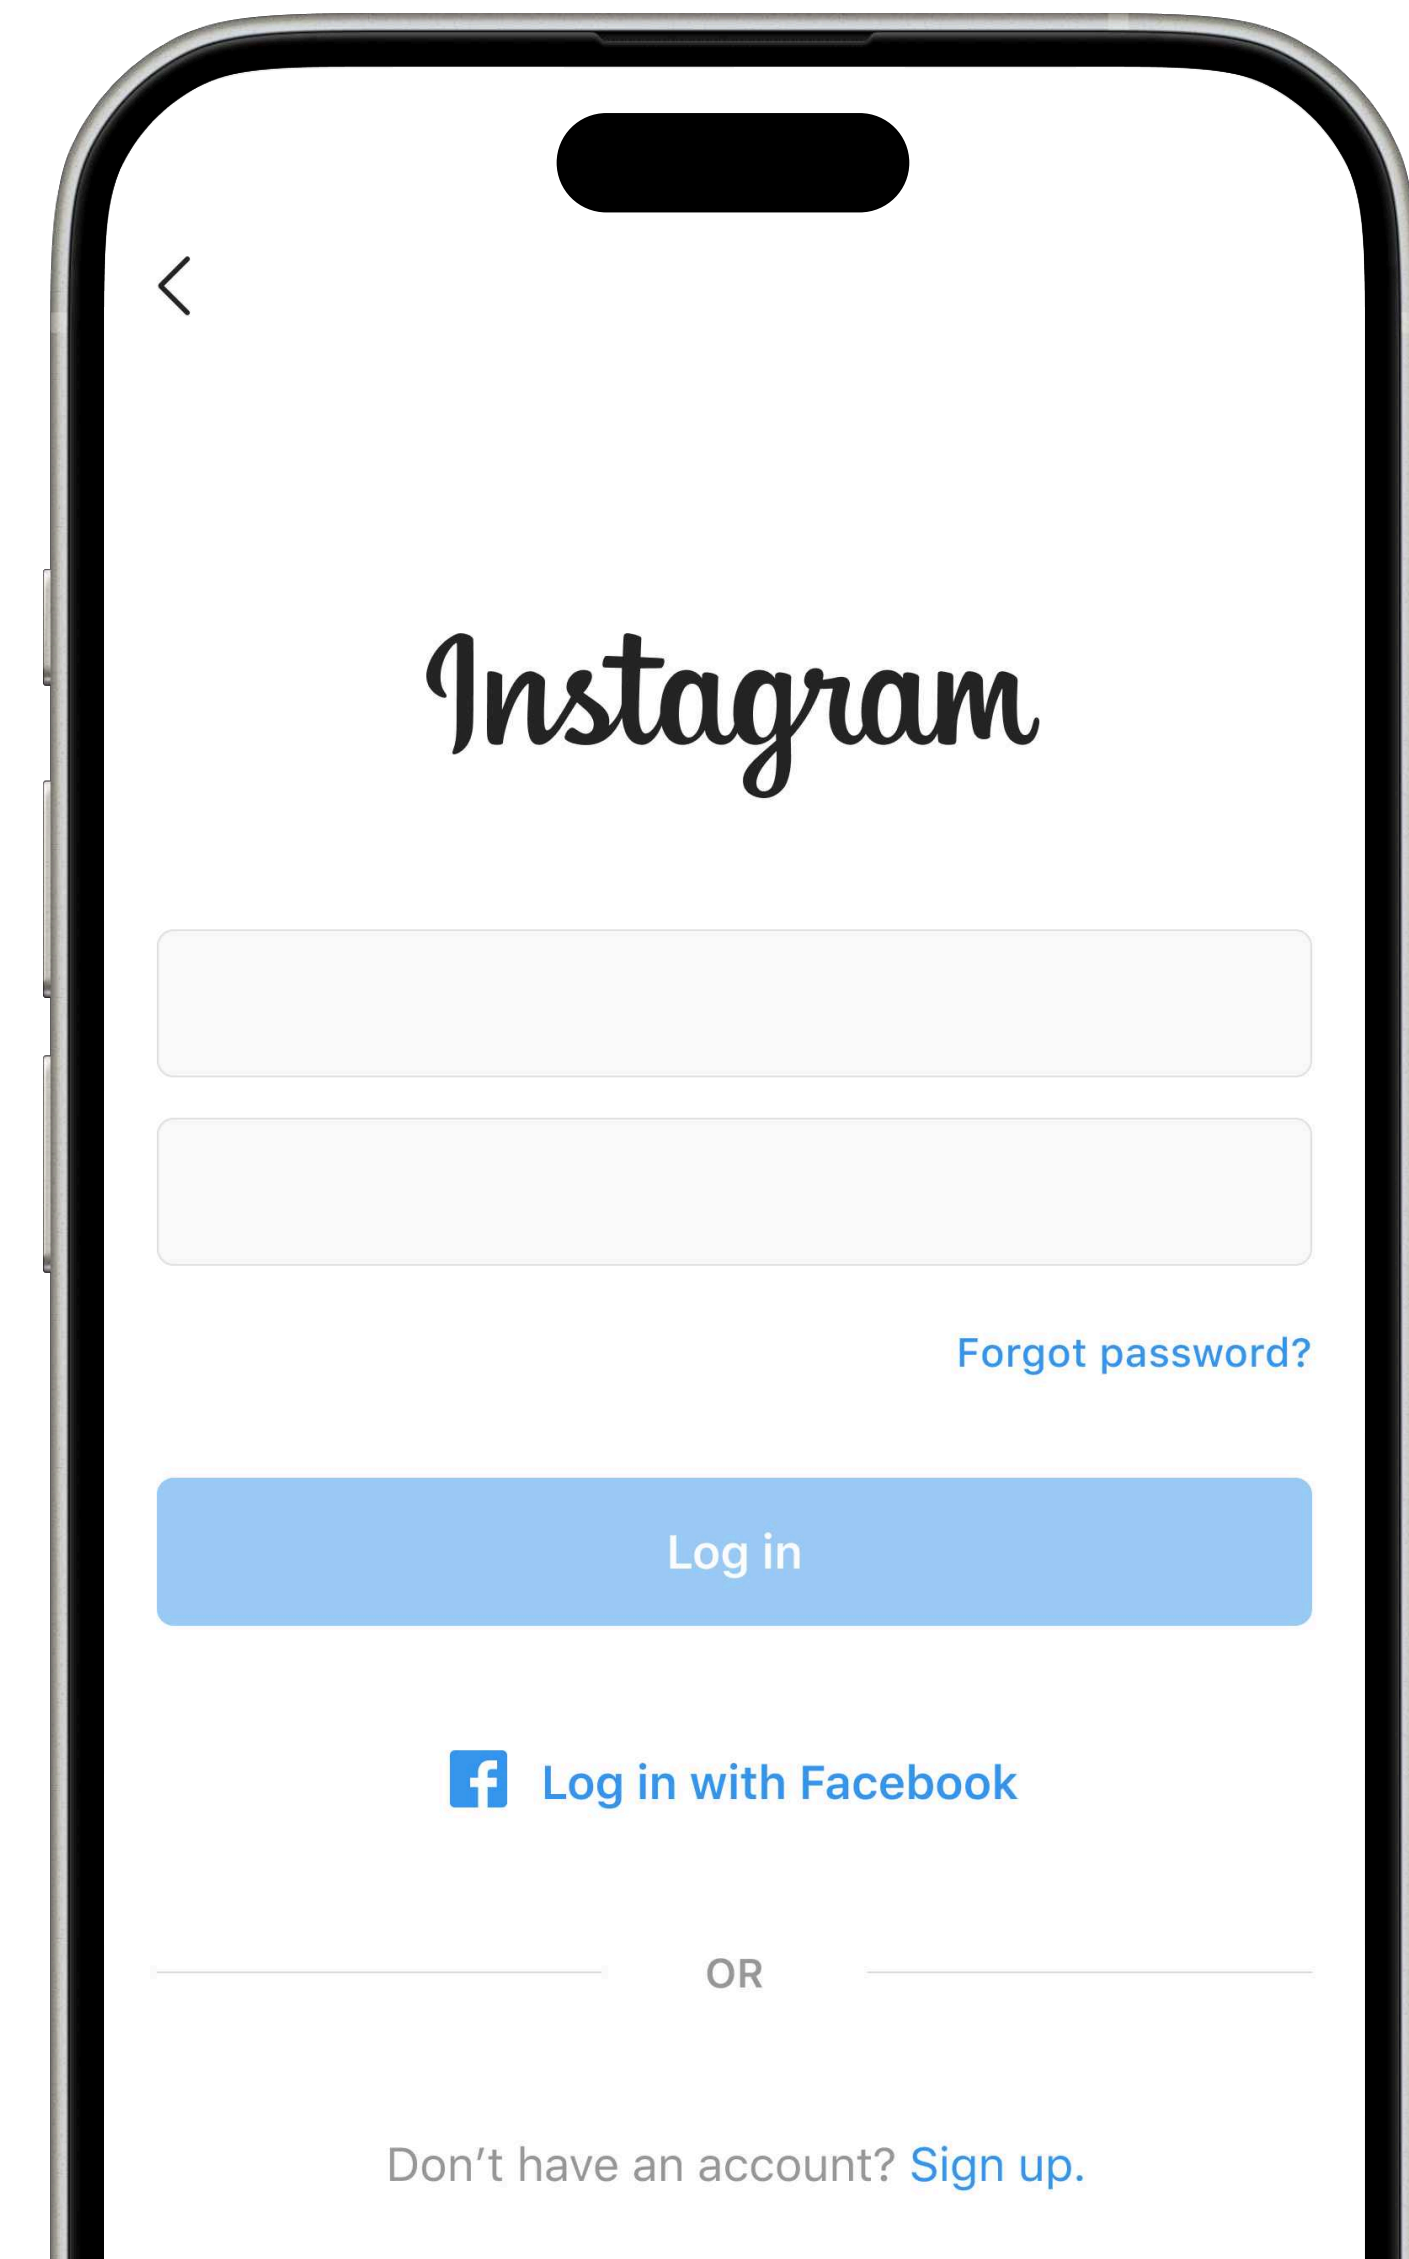 Instagram
Forgot password?
Log in
Log in with Facebook
OR
Don’t have an account? Sign up.